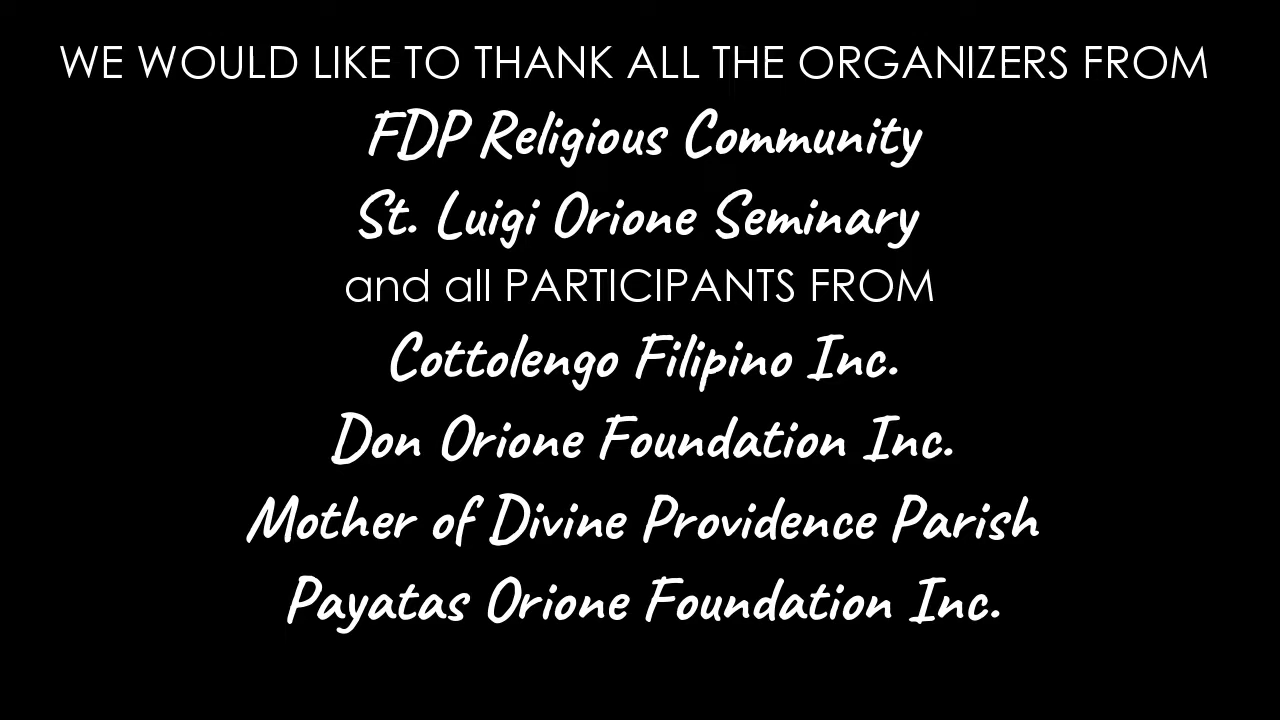 WE WOULD LIKE TO THANK ALL THE ORGANIZERS FROM
FDP Religious Community
St. Luigi Orione Seminary
and all PARTICIPANTS FROM
Cottolengo Filipino Inc.
Don Orione Foundation Inc.
Mother of Divine Providence Parish
Payatas Orione Foundation Inc.